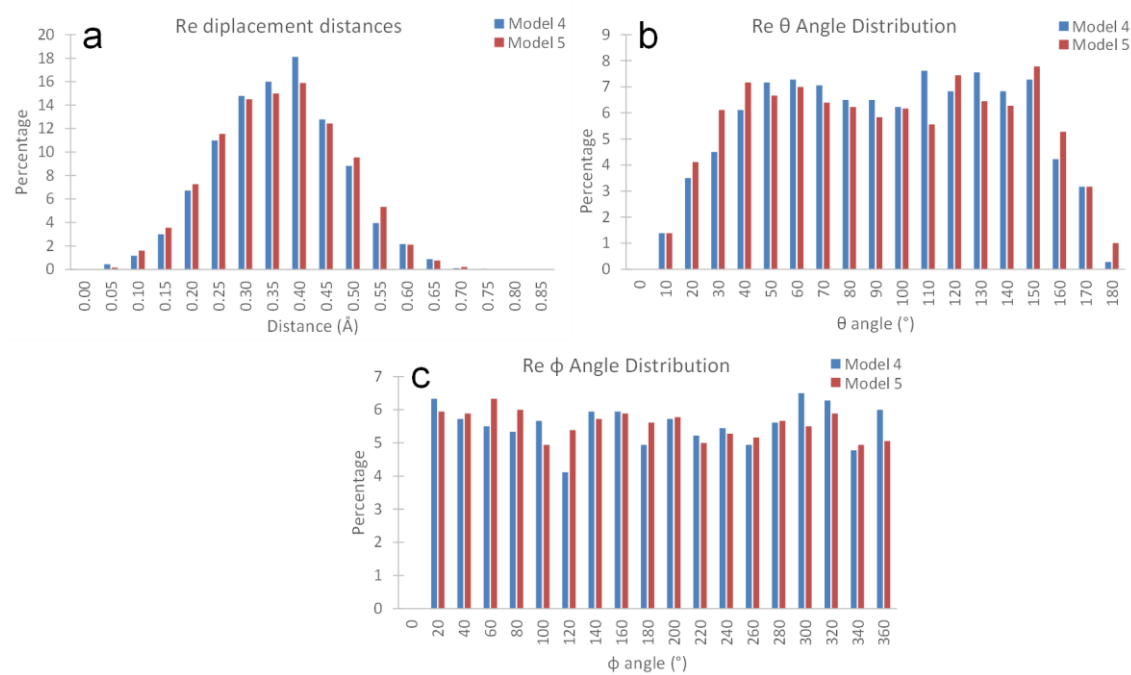 a
Re diplacement distances
Model 4
Model 5
Percentage
20
18
16
14
12
10
8
6
4
2
0
0.00 0.05 0.10 0.15 0.20 0.25 0.30 0.35 0.40 0.45 0.50 0.55 0.60 0.65 0.70 0.75 0.80 0.85
Distance (Å)
b
Re θ Angle Distribution
Model 4
Model 5
Percentage
9
8
7
6
5
4
3
2
1
0
0 10 20 30 40 50 60 70 80 90 100 110 120 130 140 150 160 170 180
θ angle (°)
c
Re ϕ Angle Distribution
Model 4
Model 5
Percentage
7
6
5
4
3
2
1
0
0 20 40 60 80 100 120 140 160 180 200 220 240 260 280 300 320 340 360
ϕ angle (°)